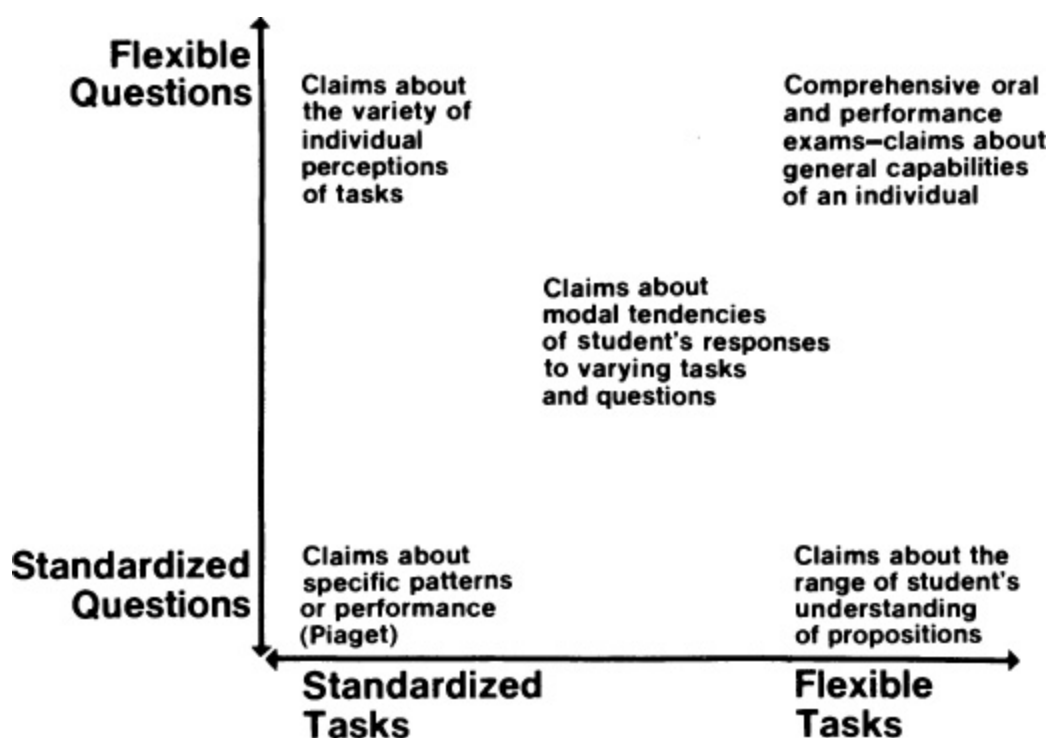 Flexible
Questions
Claims about
the variety of
individual
perceptions
of tasks
Comprehensive oral
and performance
exams—claims about
general capabilities
of an individual
Claims about
modal tendencies
of student's responses
to varying tasks
and questions
Standardized
Questions
Claims about
specific patterns
or performance
(Piaget)
Claims about the
range of student's
understanding
of propositions
Standardized
Tasks
Flexible
Tasks